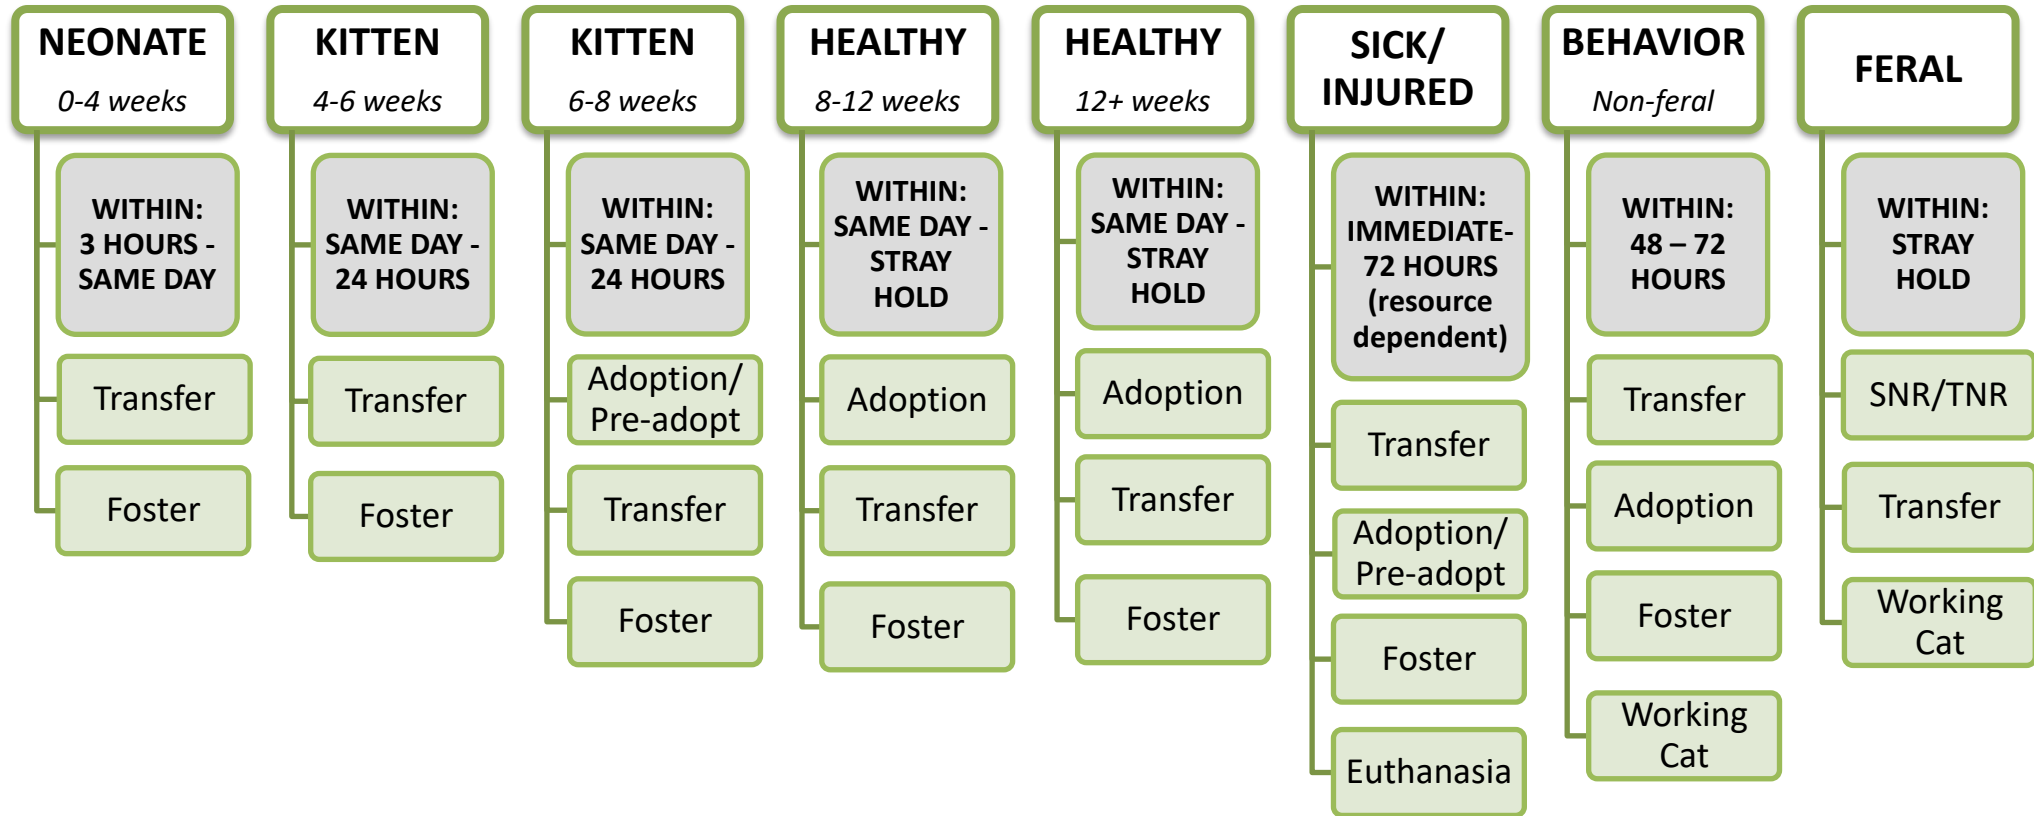 NEONATE
0-4 weeks
WITHIN:
3 HOURS -
SAME DAY
Transfer
Foster
KITTEN
4-6 weeks
WITHIN:
SAME DAY -
24 HOURS
Transfer
Foster
KITTEN
6-8 weeks
WITHIN:
SAME DAY -
24 HOURS
Adoption/
Pre-adopt
Transfer
Foster
HEALTHY
8-12 weeks
WITHIN:
SAME DAY -
STRAY
HOLD
Adoption
Transfer
Foster
HEALTHY
12+ weeks
WITHIN:
SAME DAY -
STRAY
HOLD
Adoption
Transfer
Foster
SICK/
INJURED
WITHIN:
IMMEDIATE-
72 HOURS
(resource
dependent)
Transfer
Adoption/
Pre-adopt
Foster
Euthanasia
BEHAVIOR
Non-feral
WITHIN:
48 – 72
HOURS
Transfer
Adoption
Foster
Working
Cat
FERAL
WITHIN:
STRAY
HOLD
SNR/TNR
Transfer
Working
Cat